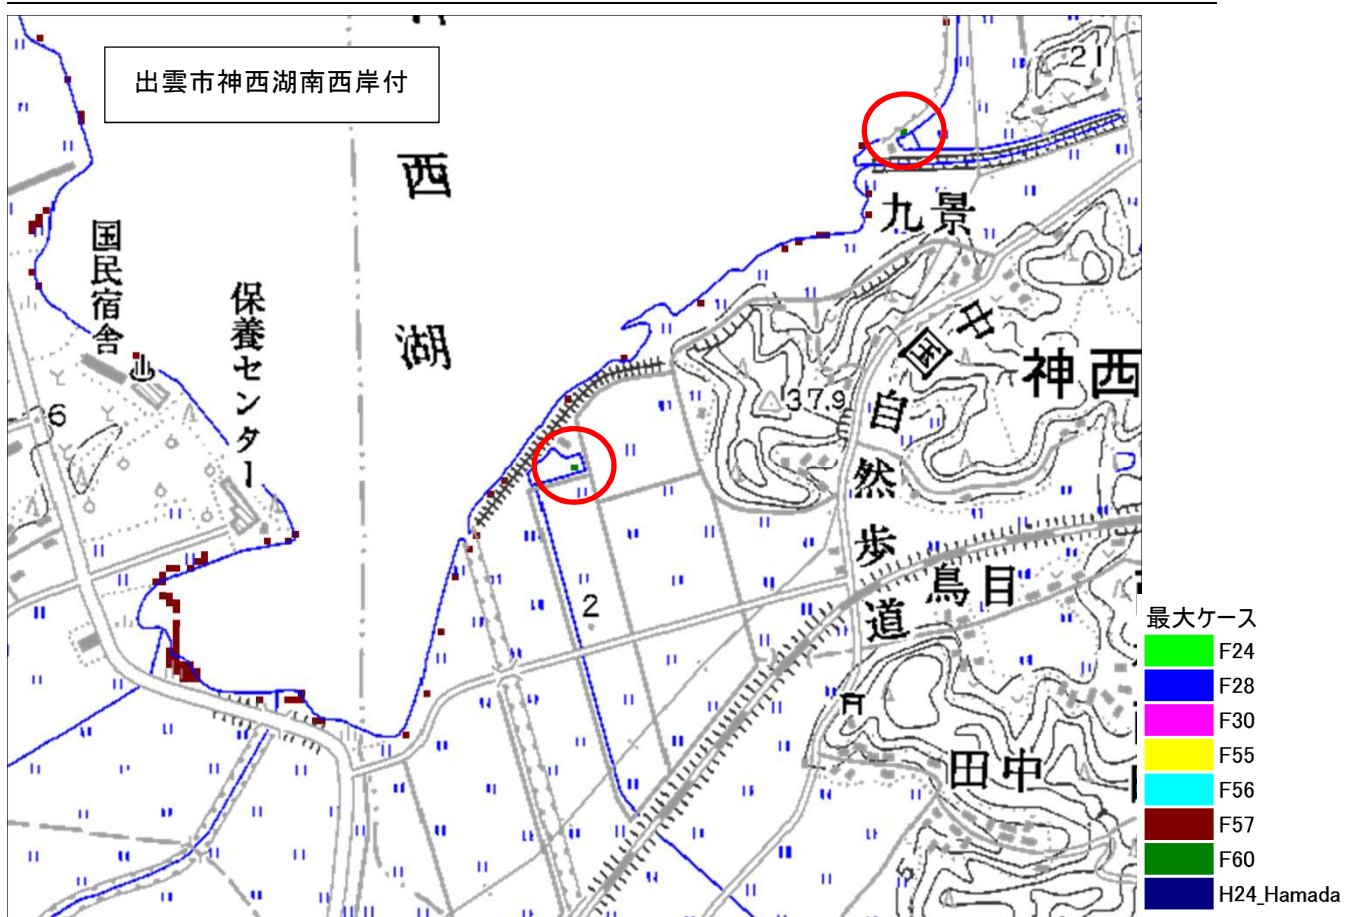 出雲市神西湖南西岸付
21
西
湖
国民宿舎
保養センター
九景
中国自然歩道
神西
37.9
6
2
鳥目
田中
最大ケース
F24
F28
F30
F55
F56
F57
F60
H24_Hamada